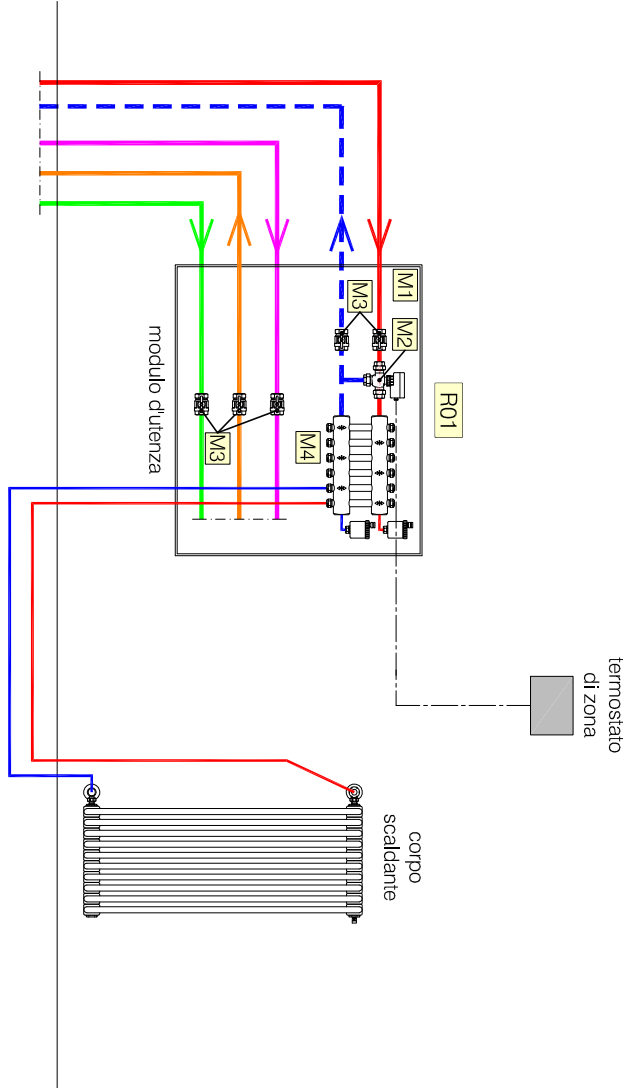 R01
M1
M2
M3
M4
M3
modulo d'utenza
termostato
di zona
corpo
scaldante